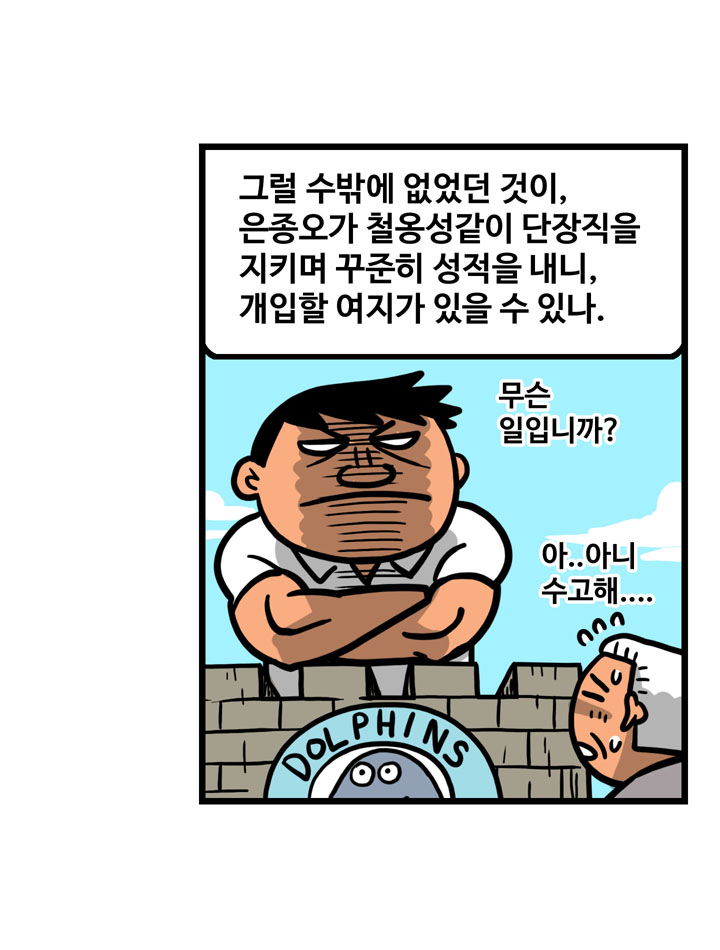 그럴 수밖에 없었던 것이,
은종오가 철옹성같이 단장직을
지키며 꾸준히 성적을 내니,
개입할 여지가 있을 수 있나.
무슨
일입니까?
아..아니
수고해....
DOLPHINS